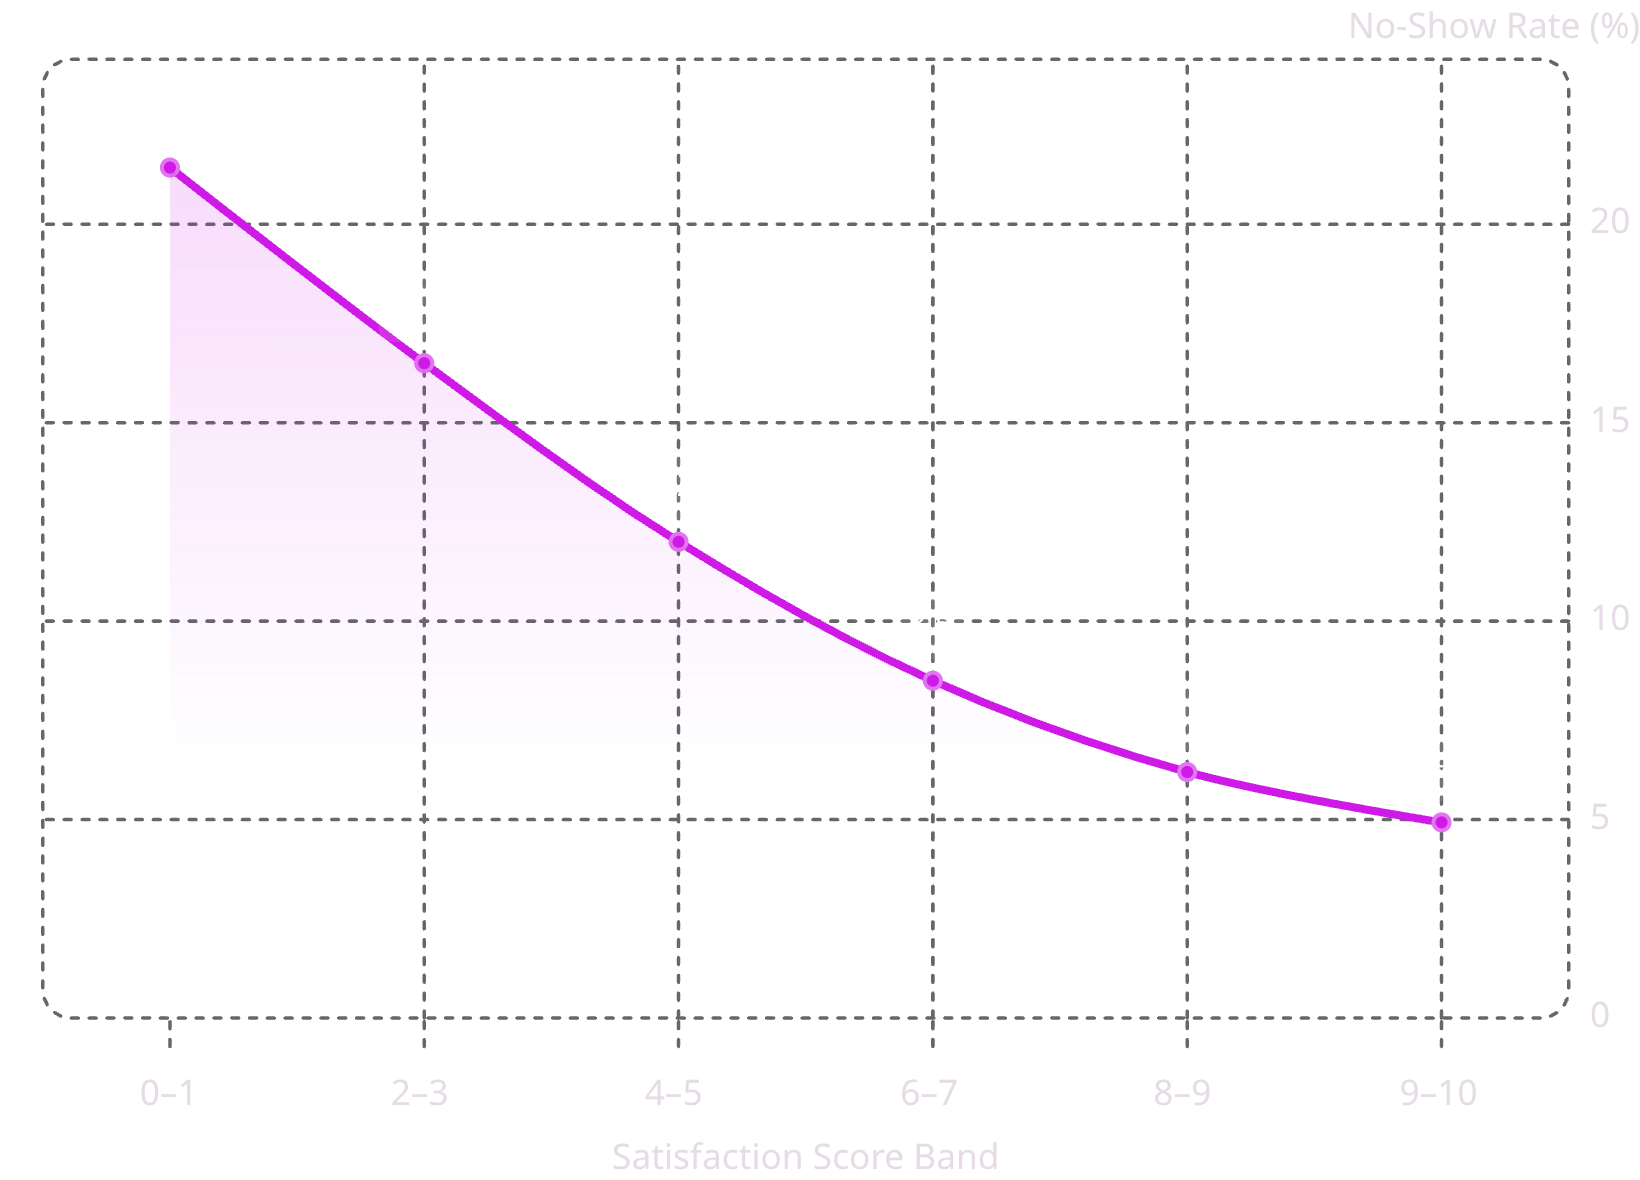 No-Show Rate (%)
20
15
10
5
0
0–1 2–3 4–5 6–7 8–9 9–10
Satisfaction Score Band